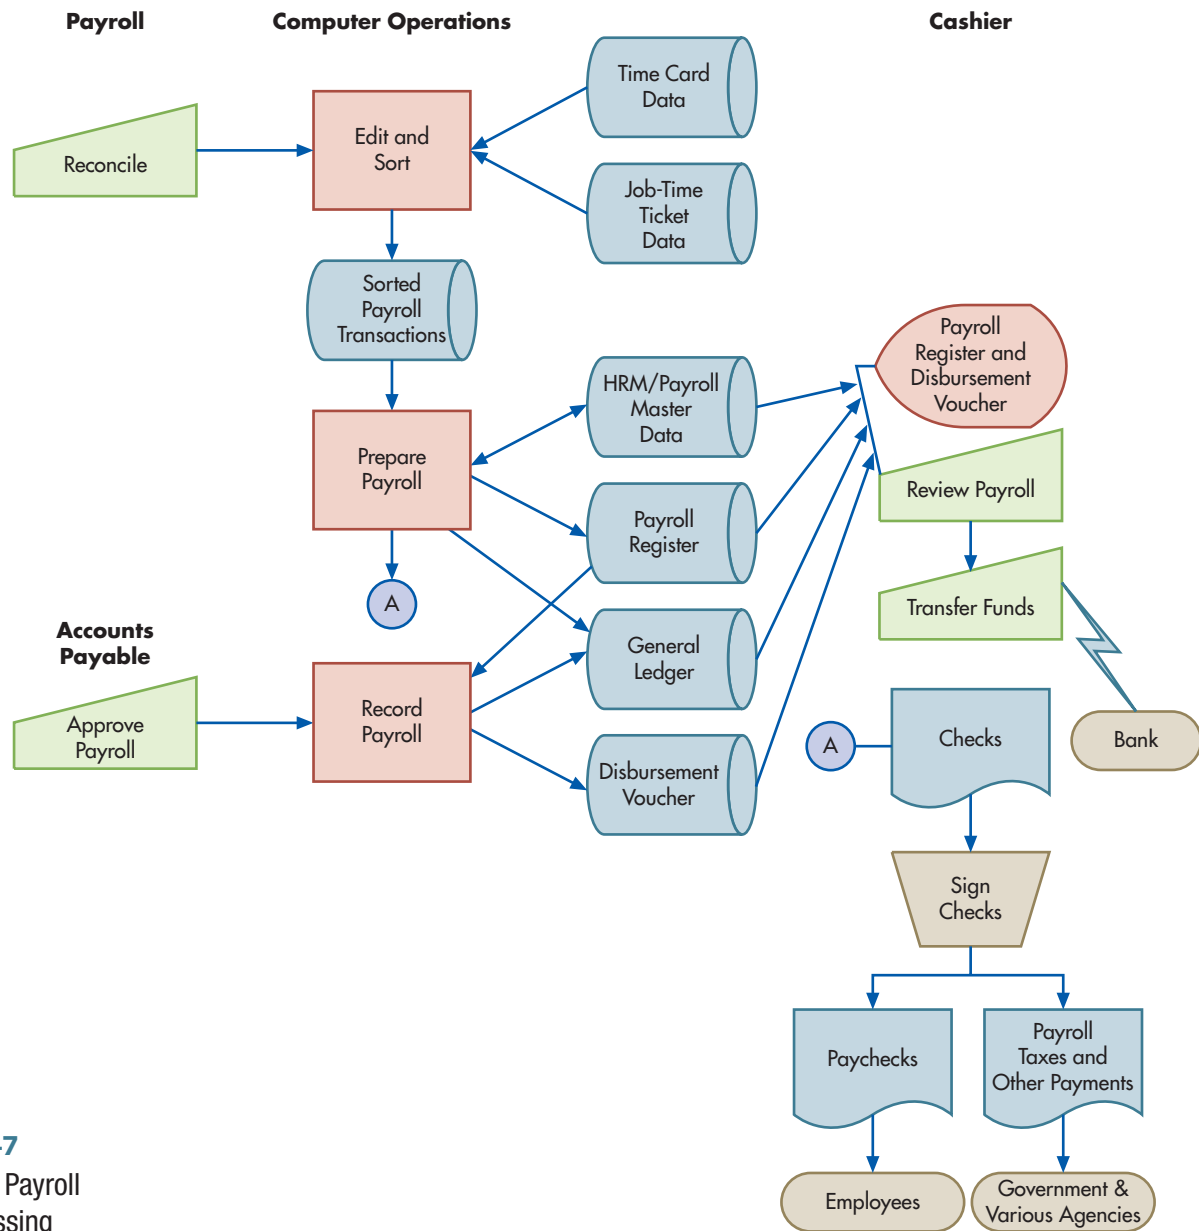 Payroll
Computer Operations
Cashier
Time Card
Data
Edit and
Sort
Reconcile
Job-Time
Ticket
Data
Sorted
Payroll
Transactions
Payroll
Register and
Disbursement
Voucher
HRM/Payroll
Master
Data
Prepare
Payroll
Review Payroll
Payroll
Register
A
Transfer Funds
Accounts
Payable
General
Ledger
Record
Payroll
Approve
Payroll
A
Checks
Bank
Disbursement
Voucher
Sign
Checks
Paychecks
Payroll
Taxes and
Other Payments
-7
Payroll
ssing
Employees
Government &
Various Agencies